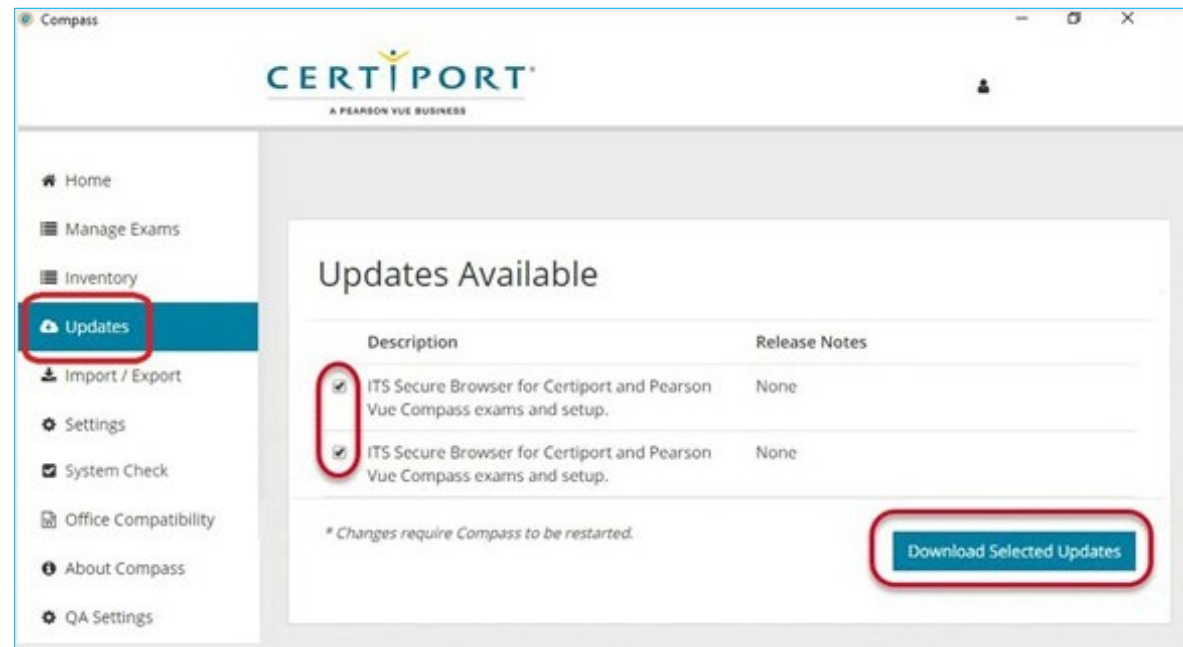 Compass
CERTIPORT
A PEARSON VUE BUSINESS
Home
Manage Exams
Inventory
Updates
Import / Export
Settings
System Check
Office Compatibility
About Compass
QA Settings
Updates Available
Description Release Notes
ITS Secure Browser for Certiport and Pearson None
Vue Compass exams and setup.
ITS Secure Browser for Certiport and Pearson None
Vue Compass exams and setup.
* Changes require Compass to be restarted.
Download Selected Updates